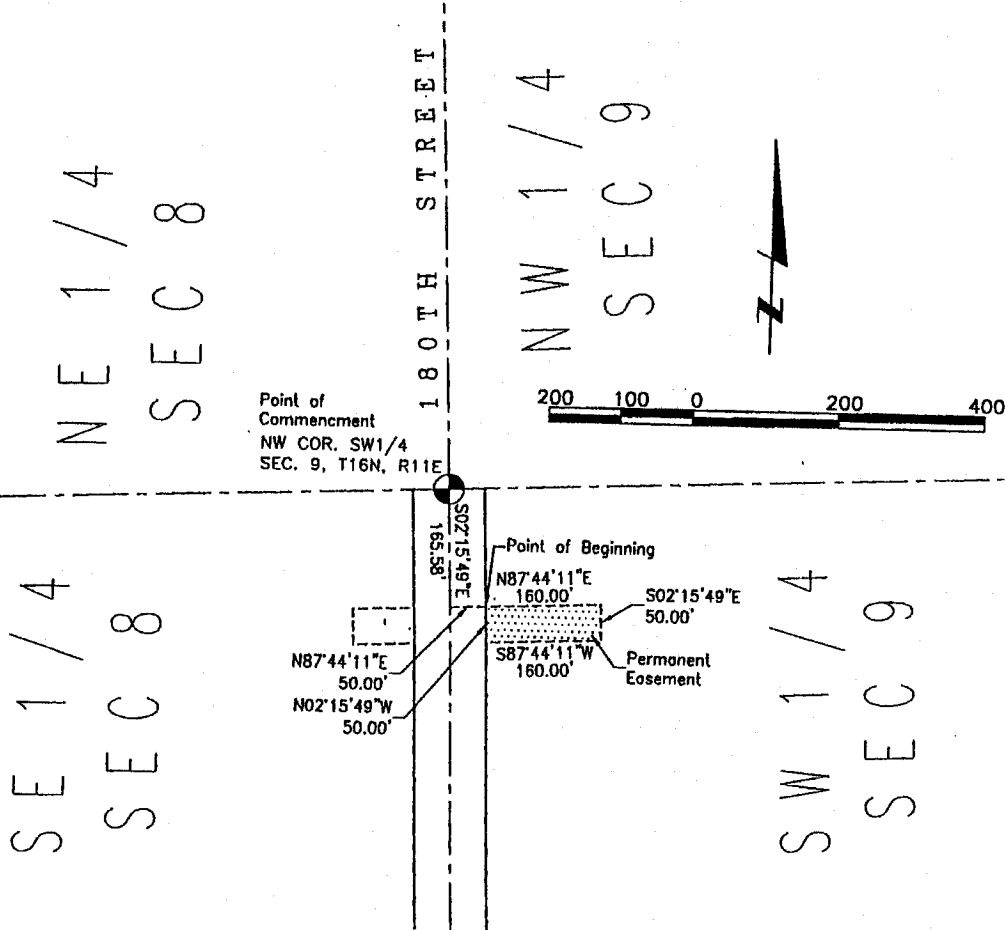 NE 1/4
SEC 8
180TH STREET
NW 1/4
SEC 9
N
200 100 0 200 400
Point of
Commencment
NW COR. SW1/4
SEC. 9, T16N, R11E
S02°15'49"E
165.58'
Point of Beginning
N87°44'11"E
160.00'
S02°15'49"E
50.00'
S87°44'11"W
160.00'
Permanent
Easement
N87°44'11"E
50.00'
N02°15'49"W
50.00'
SE 1/4
SEC 8
SW 1/4
SEC 9